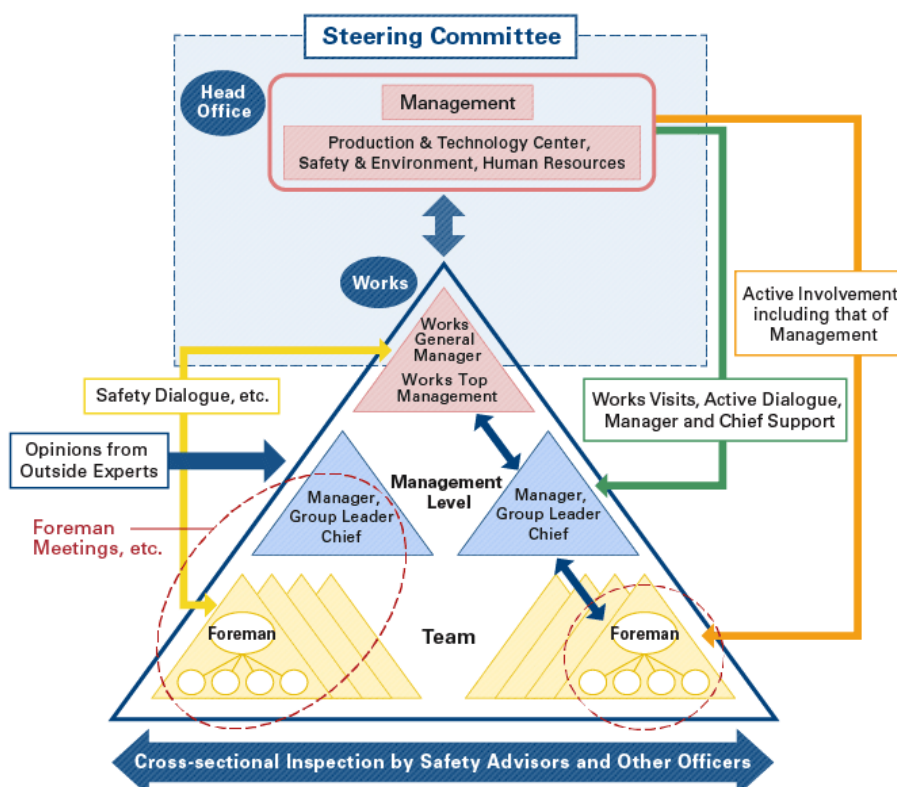 Steering Committee
Head
Office
Management
Production & Technology Center,
Safety & Environment, Human Resources
Works
Works
General
Manager
Works Top
Management
Active Involvement
including that of
Management
Safety Dialogue, etc.
Works Visits, Active Dialogue,
Manager and Chief Support
Opinions from
Outside Experts
Manager,
Group Leader
Chief
Management
Level
Manager,
Group Leader
Chief
Foreman
Meetings, etc.
Foreman
Team
Foreman
Cross-sectional Inspection by Safety Advisors and Other Officers